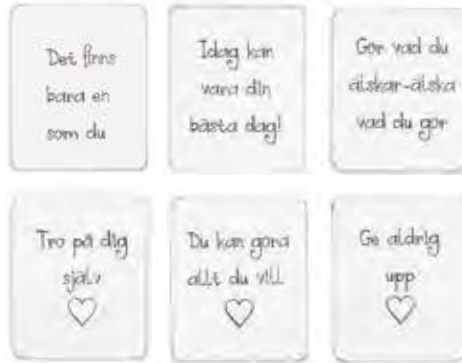 Det finns
bara en
som du
Idag kan
vara din
bästa dag!
Gör vad du
älskar-älska
vad du gör
Tro på dig
själv
Du kan göra
allt du vill
Ge aldrig
upp